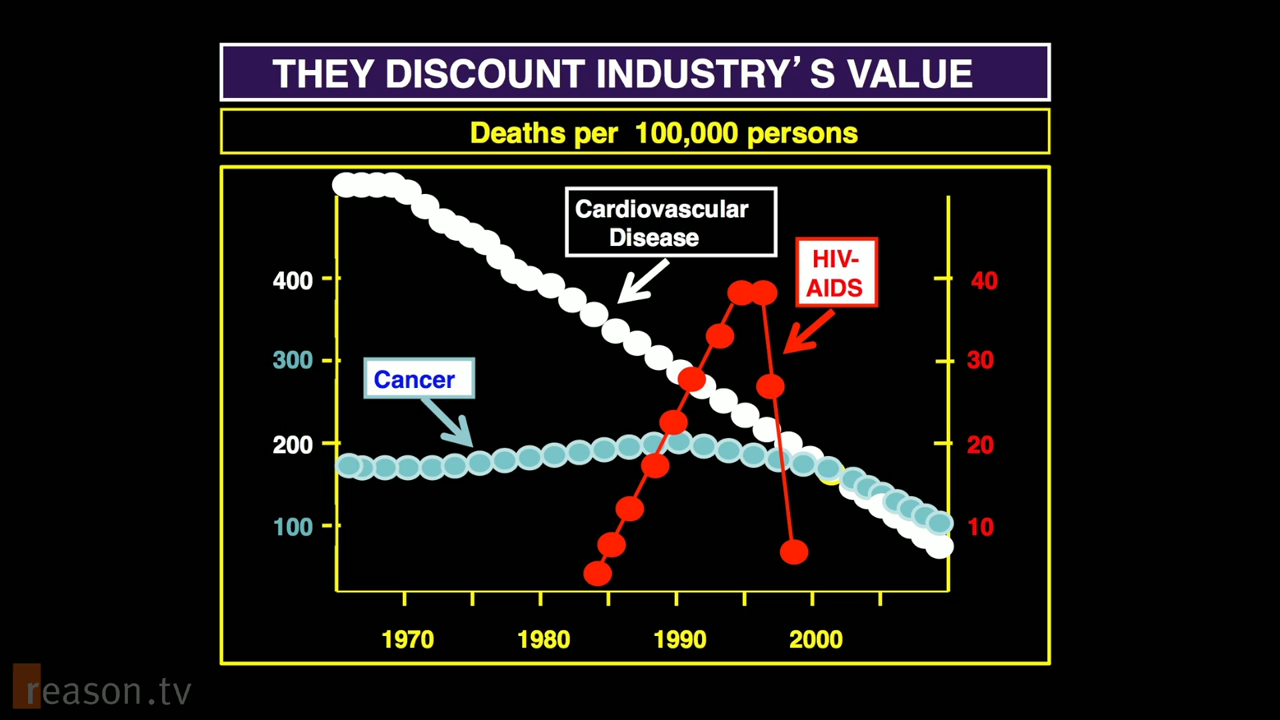 THEY DISCOUNT INDUSTRY’S VALUE
Deaths per 100,000 persons
Cardiovascular
Disease
HIV-
AIDS
Cancer
400
300
200
100
40
30
20
10
1970 1980 1990 2000
reason.tv